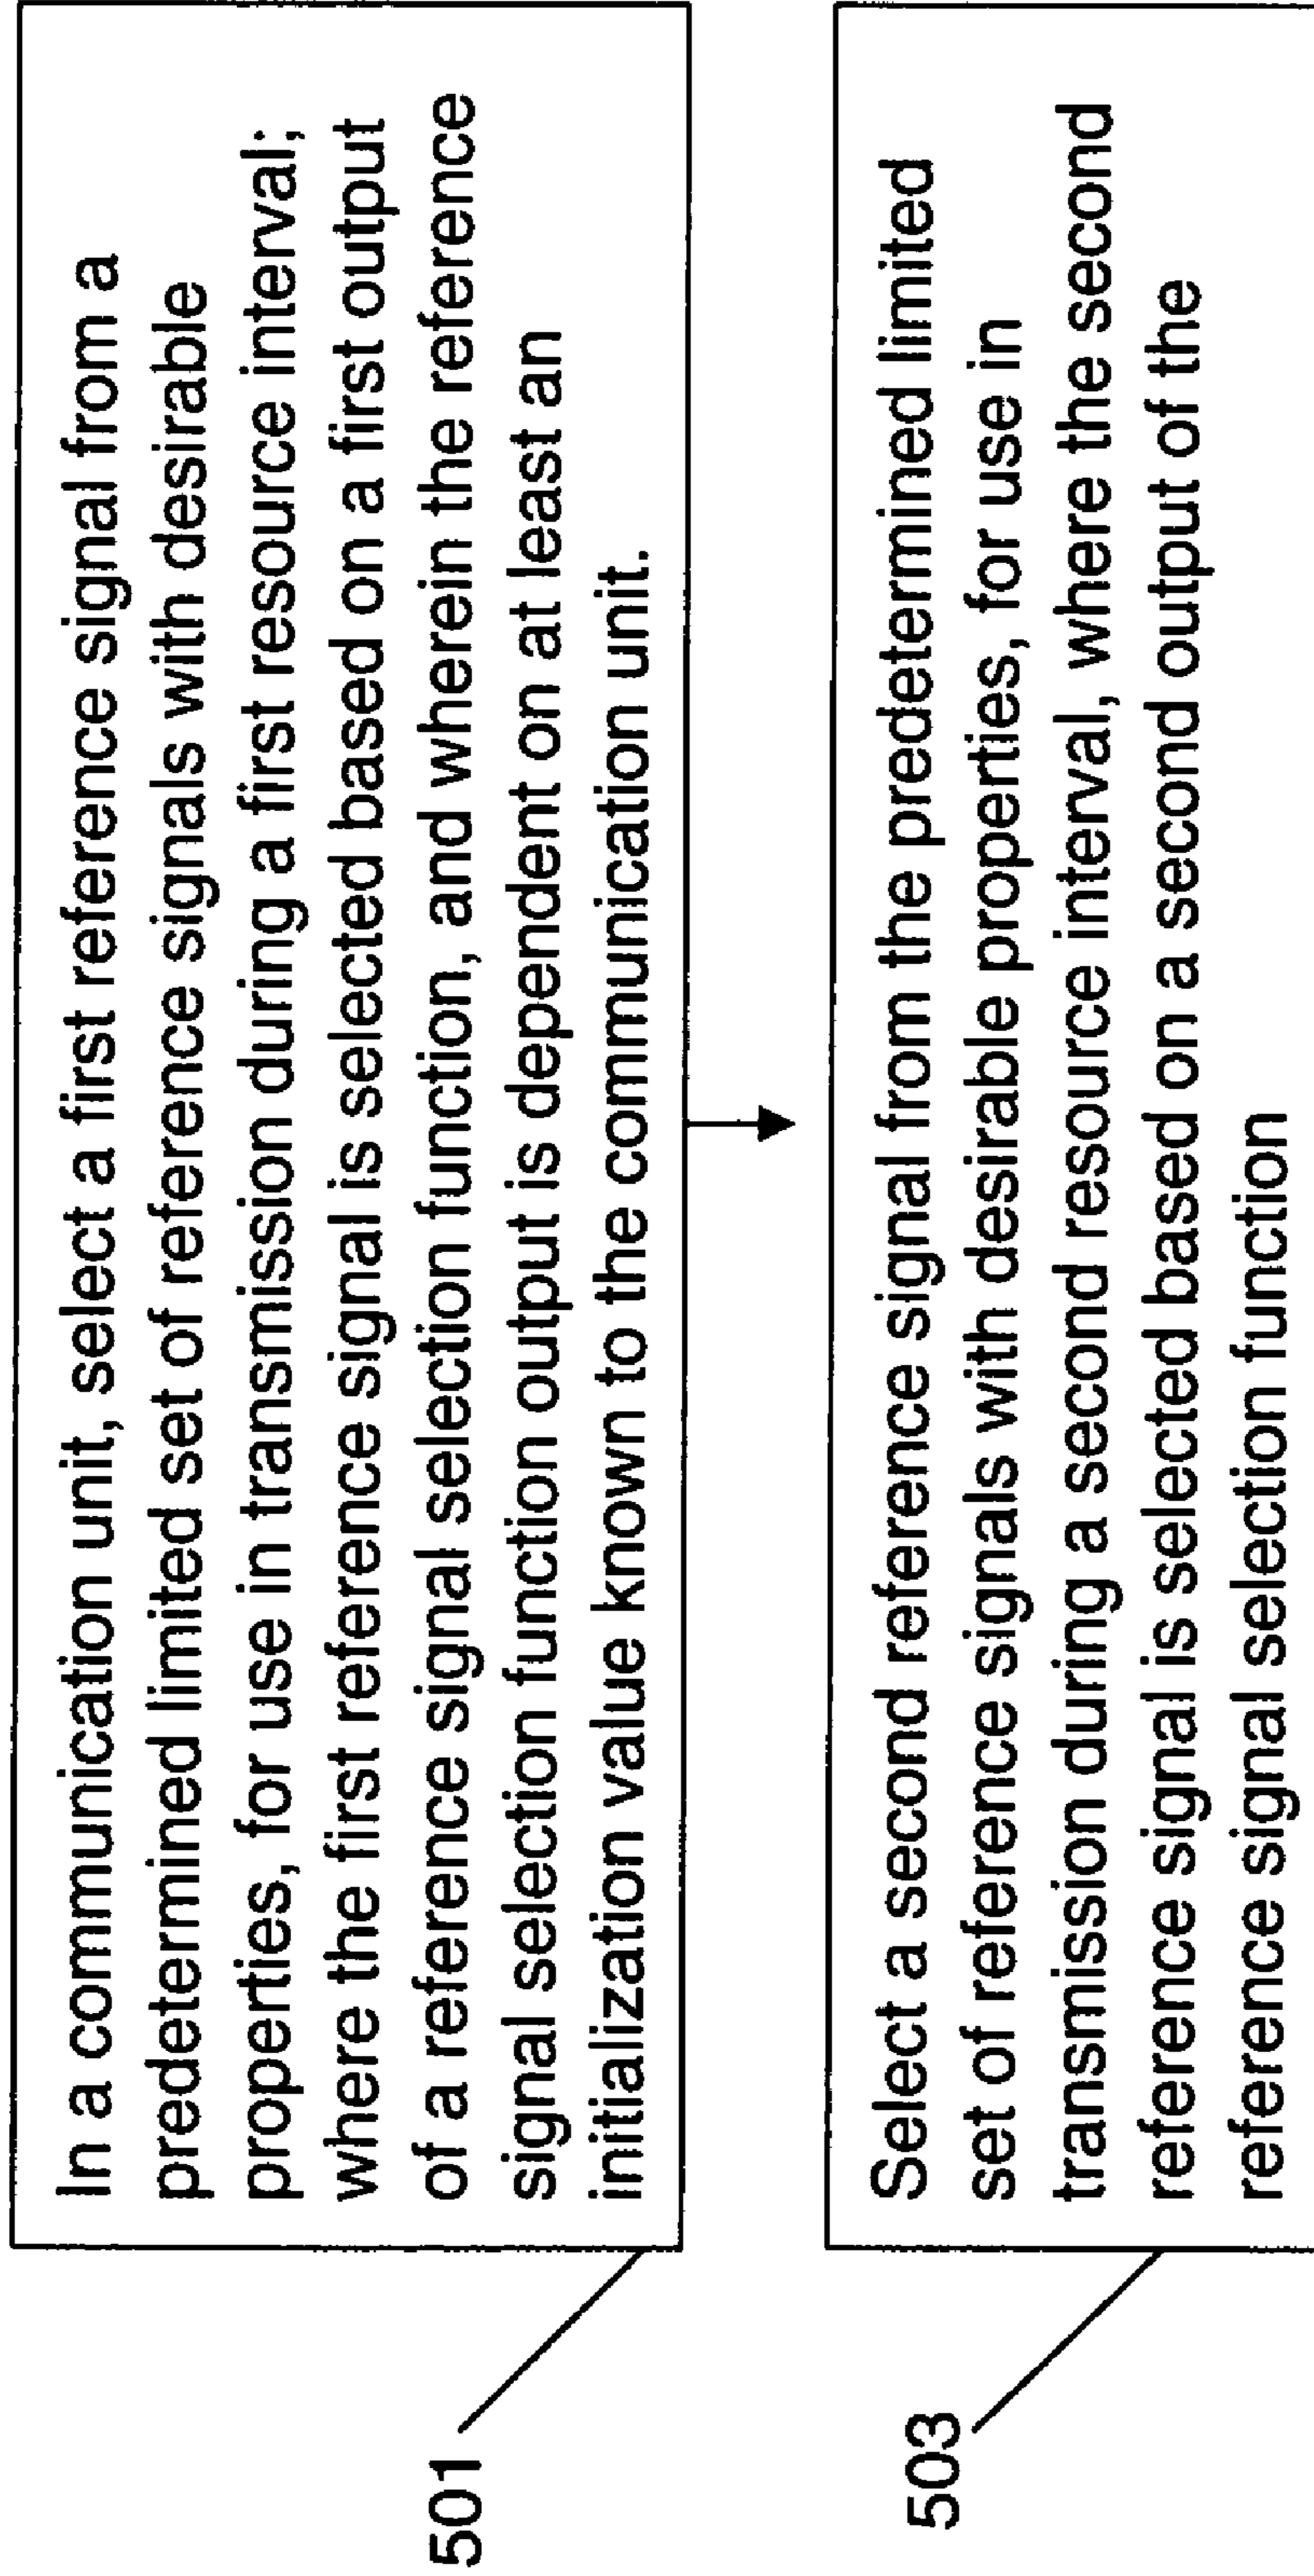 In a communication unit, select a first reference signal from a
predetermined limited set of reference signals with desirable
properties, for use in transmission during a first resource interval;
where the first reference signal is selected based on a first output
of a reference signal selection function, and wherein the reference
signal selection function output is dependent on at least an
initialization value known to the communication unit.
501
Select a second reference signal from the predetermined limited
set of reference signals with desirable properties, for use in
transmission during a second resource interval, where the second
reference signal is selected based on a second output of the
reference signal selection function
503